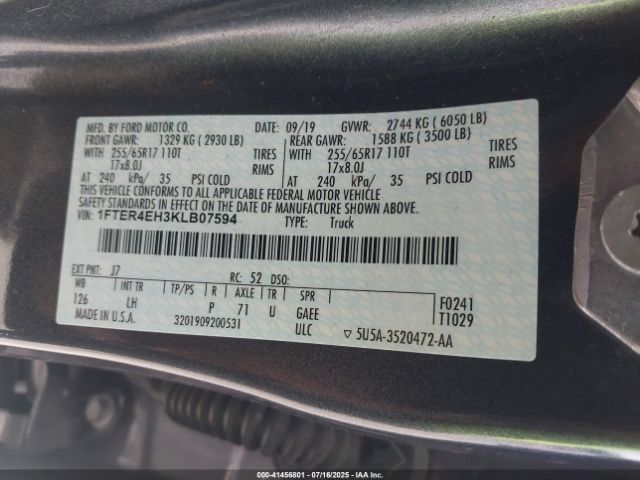 MFD. BY FORD MOTOR CO. DATE: 09/19 GVWR: 2744 KG ( 6050 LB)
FRONT GAWR: 1329 KG ( 2930 LB) REAR GAWR: 1588 KG ( 3500 LB)
WITH 255/65R17 110T TIRES WITH 255/65R17 110T TIRES
17x8.0J RIMS 17x8.0J RIMS
AT 240 kPa/ 35 PSI COLD AT 240 kPa/ 35 PSI COLD
THIS VEHICLE CONFORMS TO ALL APPLICABLE FEDERAL MOTOR VEHICLE
SAFETY STANDARDS IN EFFECT ON THE DATE OF MANUFACTURE SHOWN ABOVE.
VIN: 1FTER4EH3KLB07594 TYPE: Truck
EXT PNT: J7 RC: 52 DSO:
WB INT TR TP/PS R AXLE TR SPR F0241
126 LH P 71 U GAEE T1029
MADE IN U.S.A. 3201909200531 ULC ▽ 5U5A-3520472-AA
000-41456801 - 07/16/2025 - IAA Inc.